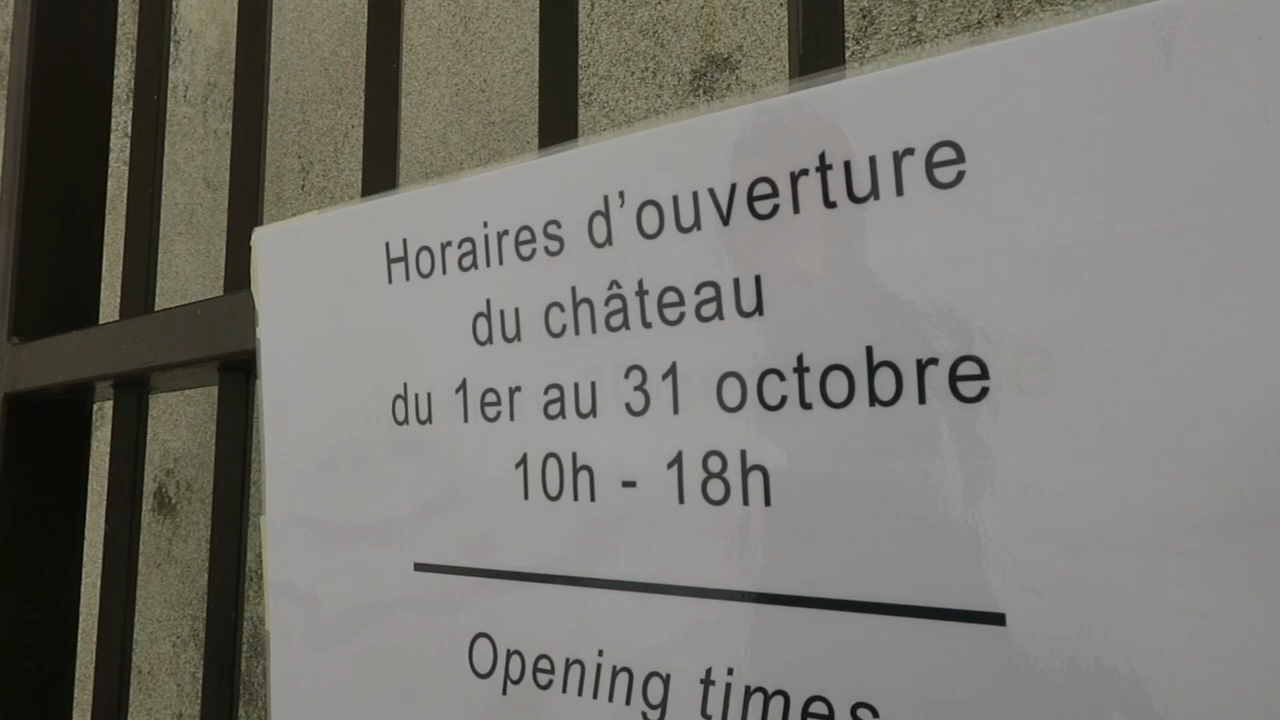 Horaires d’ouverture
du château
du 1er au 31 octobre
10h - 18h
Opening times